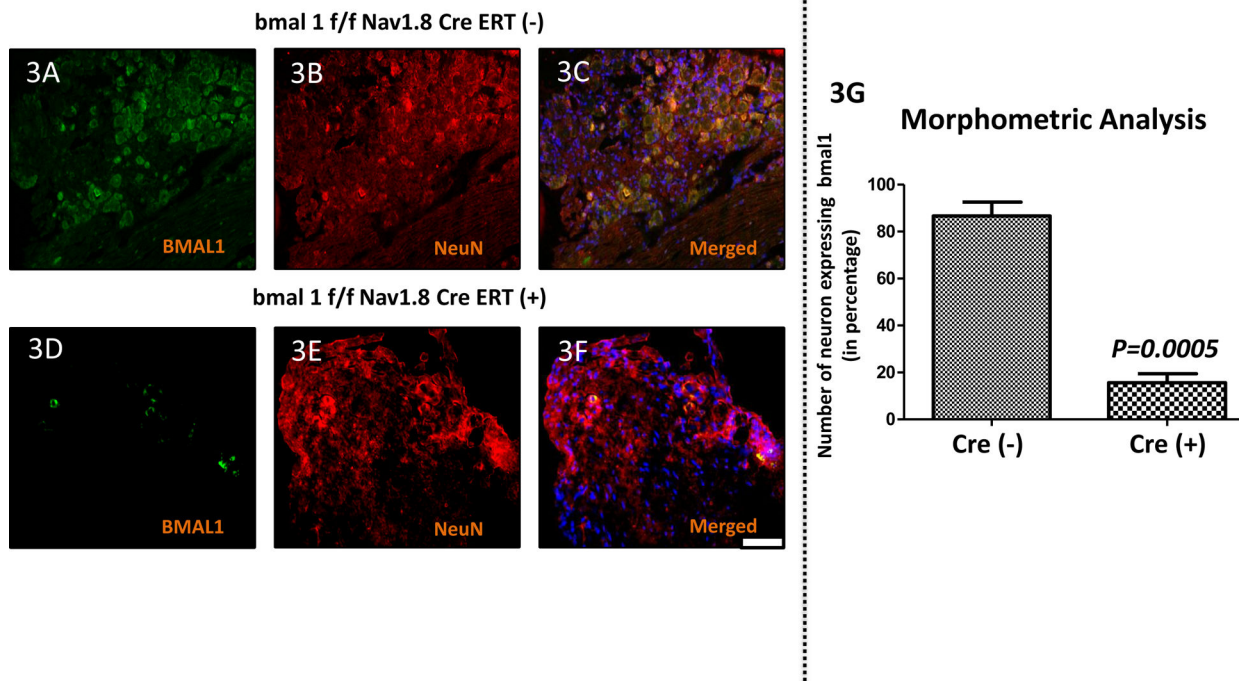 bmal 1 f/f Nav1.8 Cre ERT (-)
3A
BMAL1
3B
NeuN
3C
Merged
bmal 1 f/f Nav1.8 Cre ERT (+)
3D
BMAL1
3E
NeuN
3F
Merged
3G
Morphometric Analysis
Number of neuron expressing bmal1
(in percentage)
100
80
60
40
20
0
P=0.0005
Cre (-)
Cre (+)